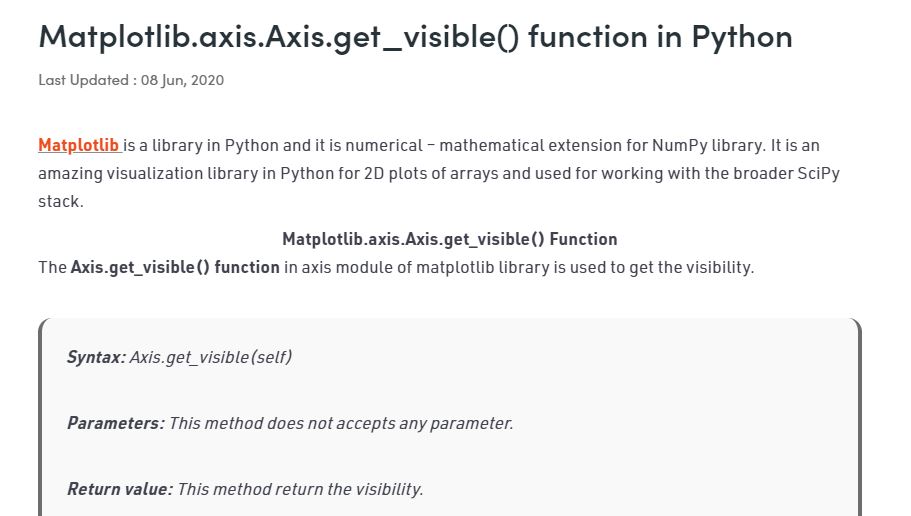 Matplotlib.axis.Axis.get_visible() function in Python
Last Updated : 08 Jun, 2020
Matplotlib is a library in Python and it is numerical – mathematical extension for NumPy library. It is an
amazing visualization library in Python for 2D plots of arrays and used for working with the broader SciPy
stack.
Matplotlib.axis.Axis.get_visible() Function
The Axis.get_visible() function in axis module of matplotlib library is used to get the visibility.
Syntax: Axis.get_visible(self)
Parameters: This method does not accepts any parameter.
Return value: This method return the visibility.